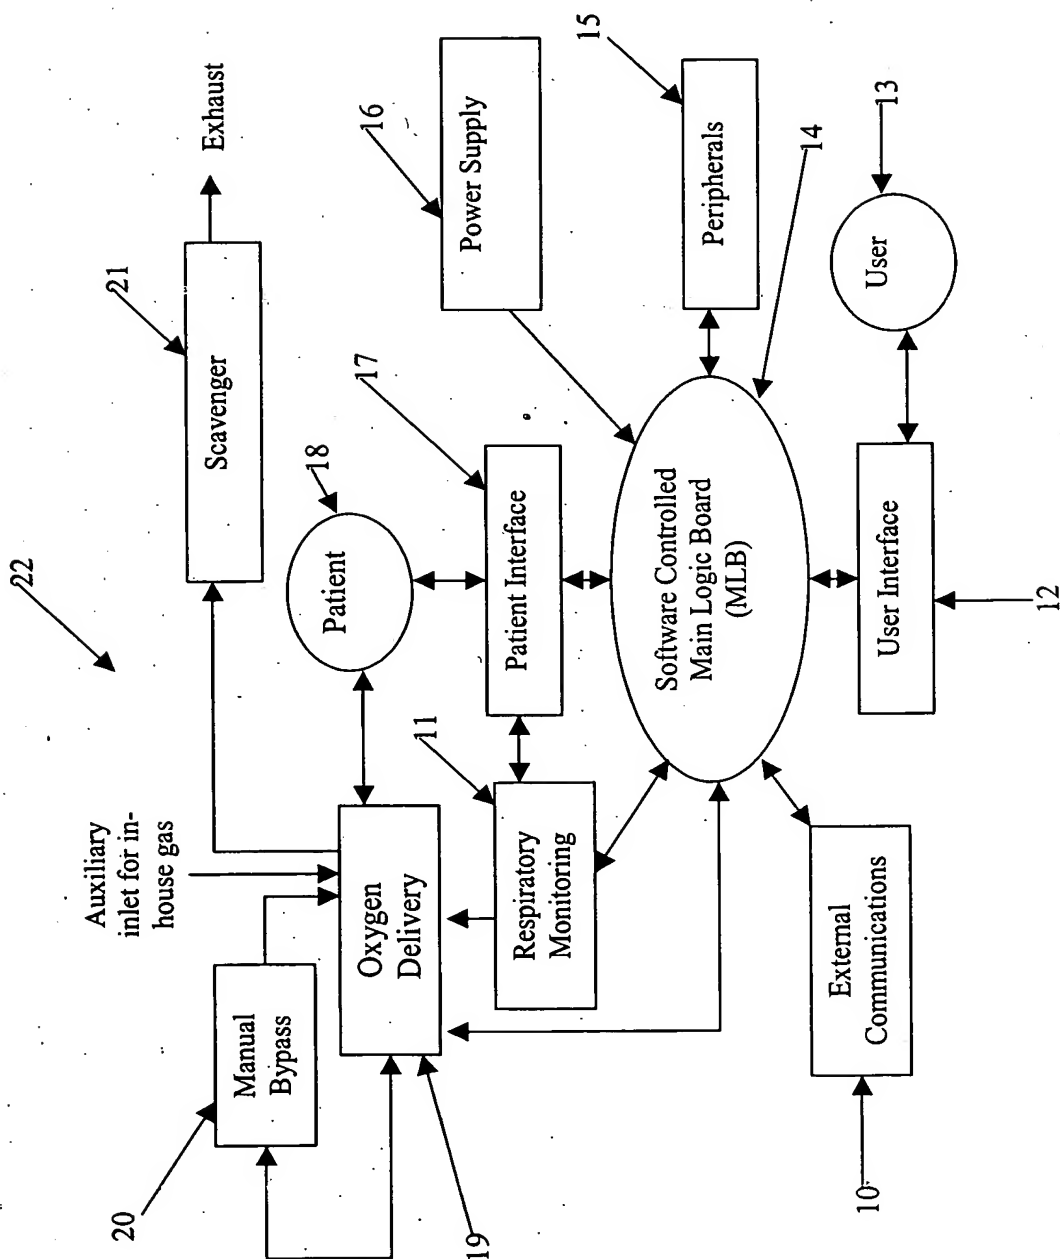 22
21
Scavenger
Exhaust
Auxiliary
inlet for in-
house gas
20
Manual
Bypass
18
Patient
16
Power Supply
19
Oxygen
Delivery
17
Patient Interface
11
Respiratory
Monitoring
15
Peripherals
Software Controlled
Main Logic Board
(MLB)
14
13
User
10
External
Communications
User Interface
12